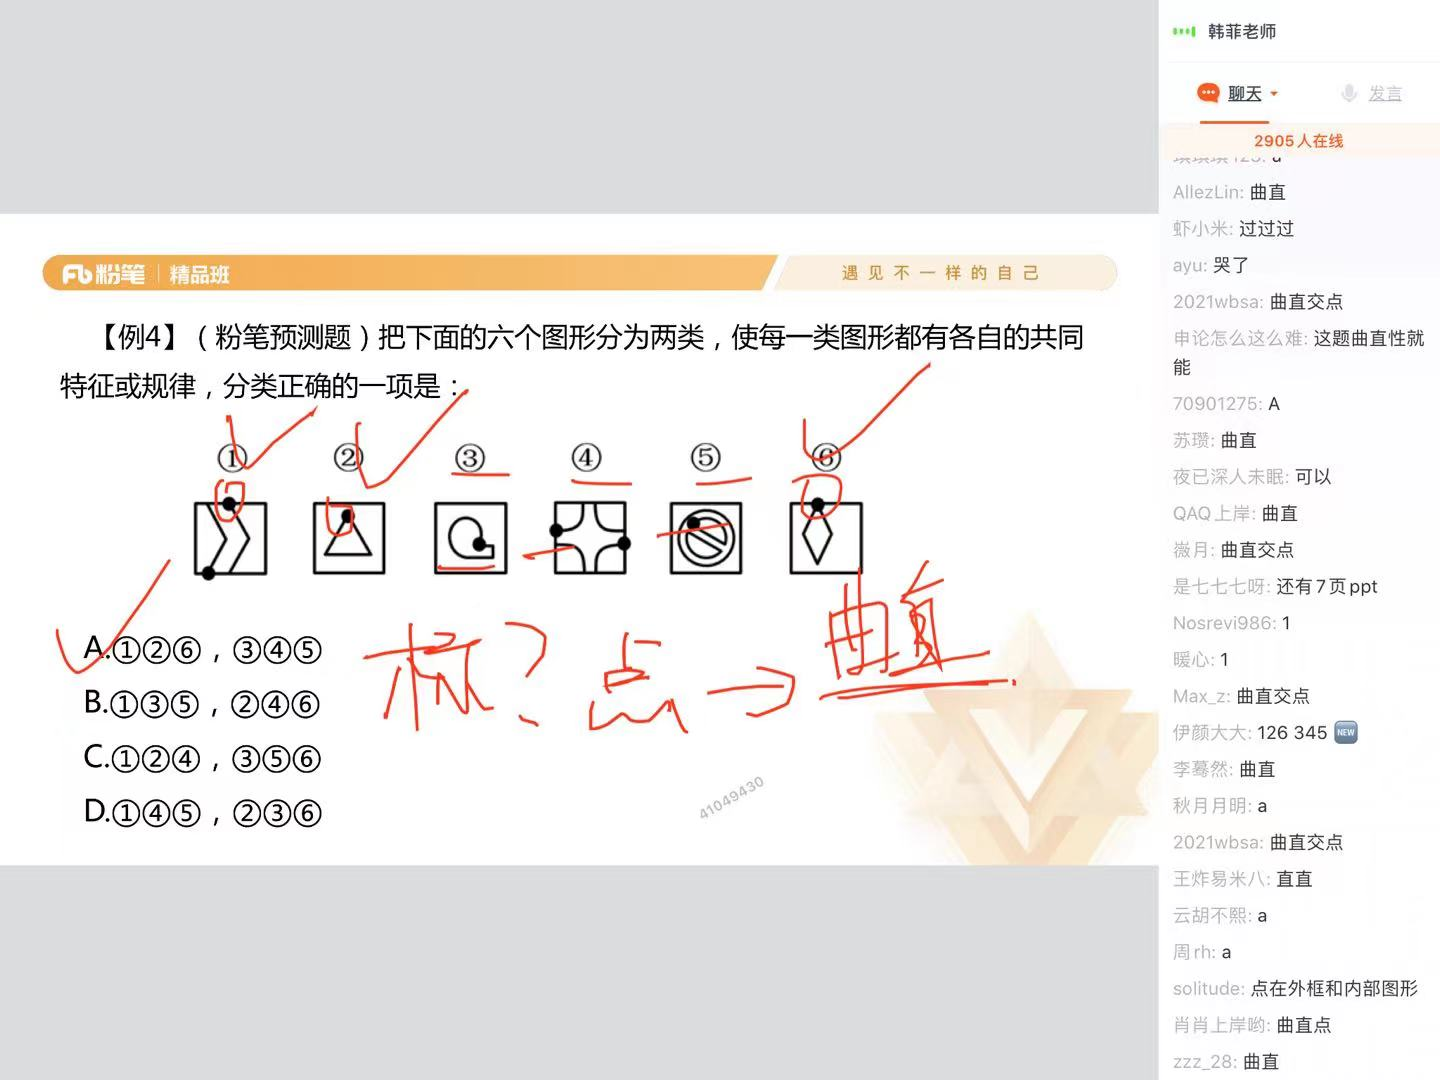 粉笔 精品班
遇见不一样的自己
【例4】（粉笔预测题）把下面的六个图形分为两类，使每一类图形都有各自的共同
特征或规律，分类正确的一项是：
① ② ③ ④ ⑤ ⑥
A.①②⑥，③④⑤
B.①③⑤，②④⑥
C.①②④，③⑤⑥
D.①④⑤，②③⑥
标？点→曲直
41049430
韩菲老师
聊天 发言
2905人在线
AllezLin: 曲直
虾小米: 过过过
ayu: 哭了
2021wbsa: 曲直交点
申论怎么这么难: 这题曲直性就
能
70901275: A
苏瓒: 曲直
夜已深人未眠: 可以
QAQ上岸: 曲直
薇月: 曲直交点
是七七七呀: 还有7页ppt
Nosrevi986: 1
暖心: 1
Max_z: 曲直交点
伊颜大大: 126 345 NEW
李蓦然: 曲直
秋月月明: a
2021wbsa: 曲直交点
王炸易米八: 直直
云胡不熙: a
周rh: a
solitude: 点在外框和内部图形
肖肖上岸哟: 曲直点
zzz_28: 曲直